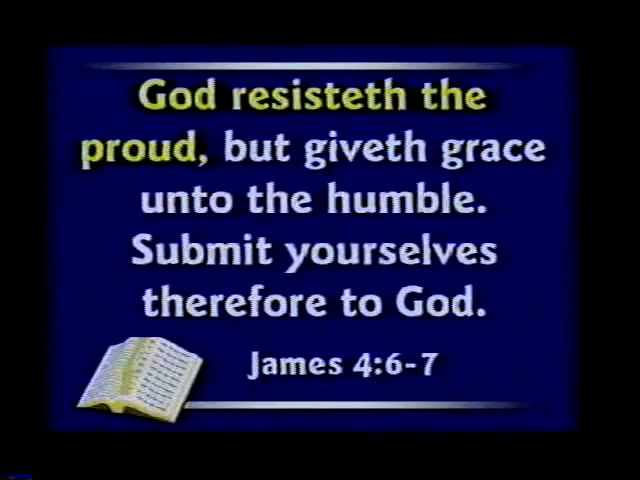 God resisteth the
proud, but giveth grace
unto the humble.
Submit yourselves
therefore to God.
James 4:6-7